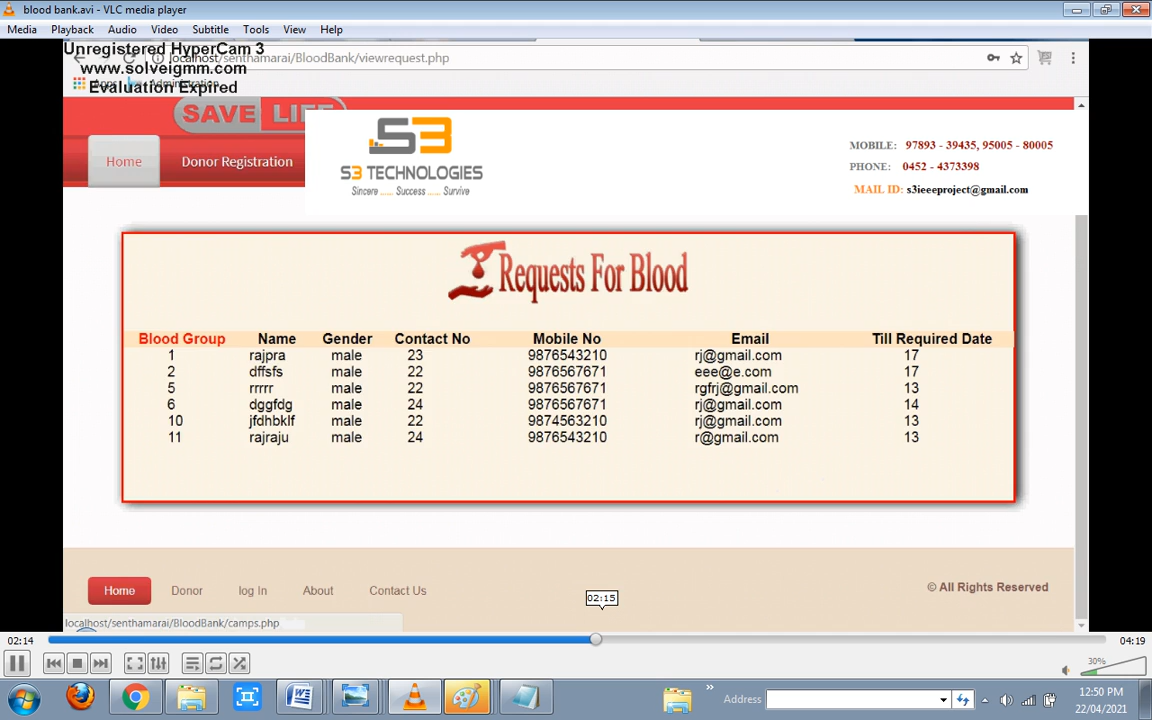 blood bank.avi - VLC media player
Media Playback Audio Video Subtitle Tools View Help
Unregistered HyperCam 3
localhost/senthamarai/BloodBank/viewrequest.php
www.solveigmm.com
Apps Administration
Evaluation Expired
SAVE LIFE
Home Donor Registration
S3
S3 TECHNOLOGIES
Sincere ...... Success ...... Survive
MOBILE: 97893 - 39435, 95005 - 80005
PHONE: 0452 - 4373398
MAIL ID: s3ieeeproject@gmail.com
Requests For Blood
Blood Group Name Gender Contact No Mobile No Email Till Required Date
1 rajpra male 23 9876543210 rj@gmail.com 17
2 dffsfs male 22 9876567671 eee@e.com 17
5 rrrrr male 22 9876567671 rgfrj@gmail.com 13
6 dggfdg male 24 9876567671 rj@gmail.com 14
10 jfdhbklf male 22 9874563210 rj@gmail.com 13
11 rajraju male 24 9876543210 r@gmail.com 13
Home Donor log In About Contact Us
© All Rights Reserved
02:15
localhost/senthamarai/BloodBank/camps.php
02:14
04:19
30%
Address
12:50 PM
22/04/2021